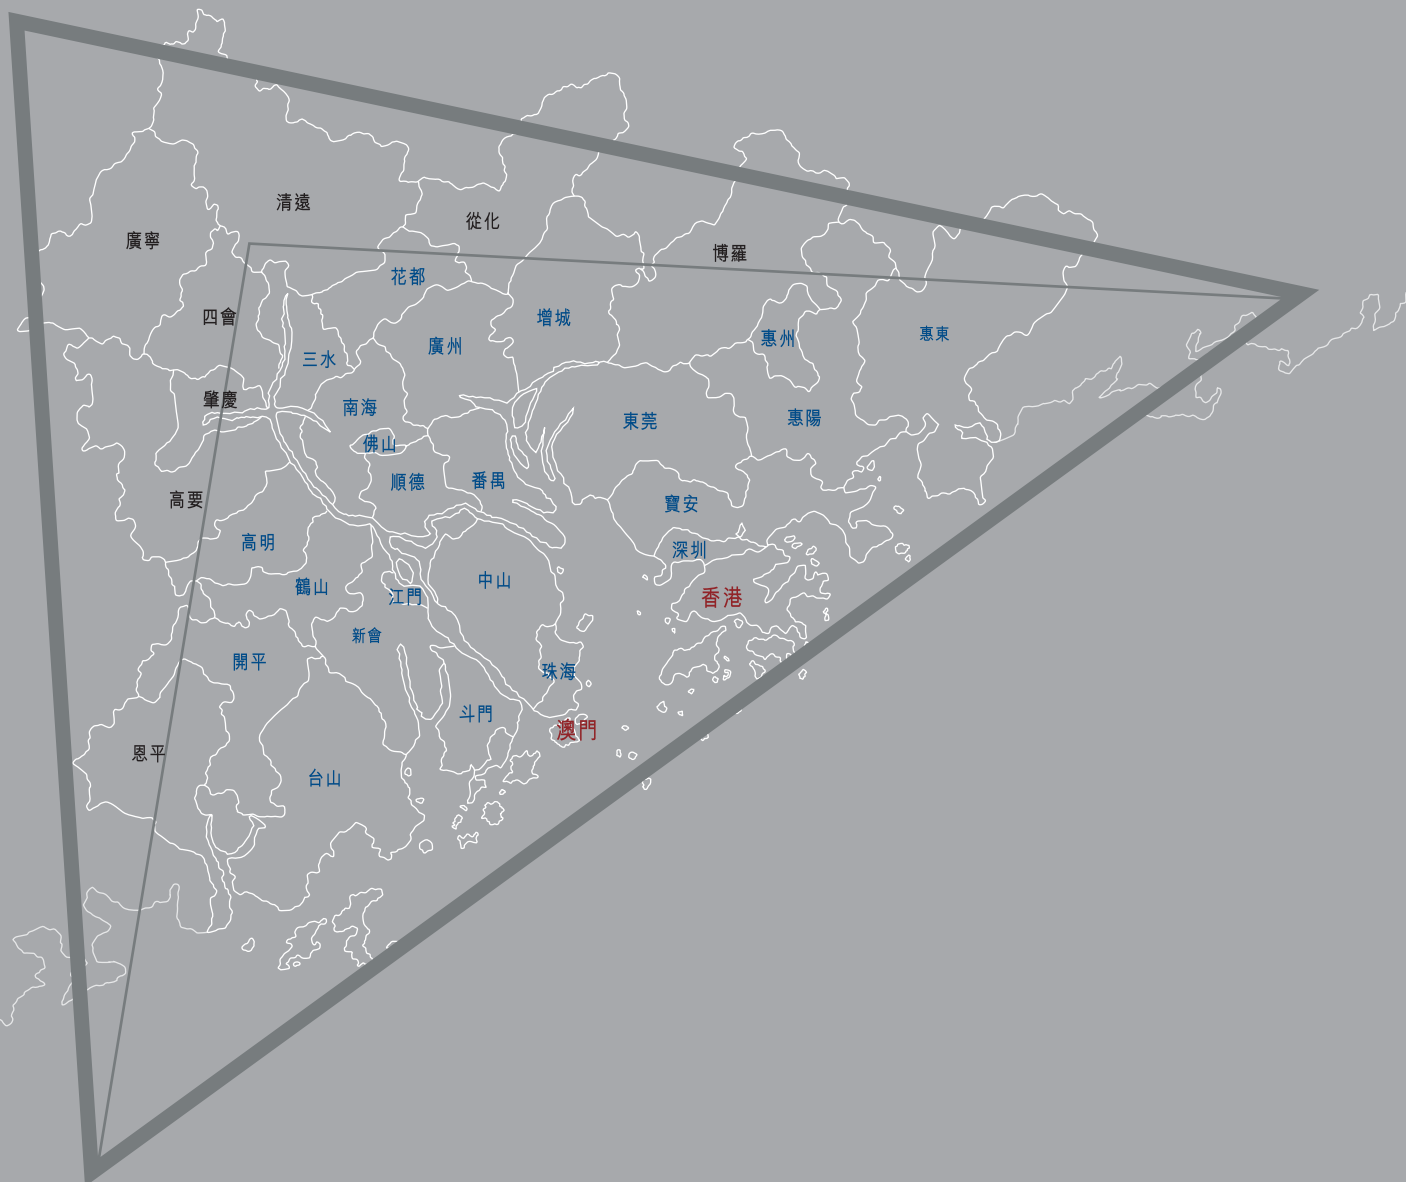 清遠
從化
廣寧
博羅
花都
四會
增城
惠東
惠州
廣州
三水
肇慶
南海
惠陽
東莞
佛山
順德
番禺
高要
寶安
高明
深圳
中山
鶴山
江門
香港
新會
開平
珠海
斗門
澳門
恩平
台山